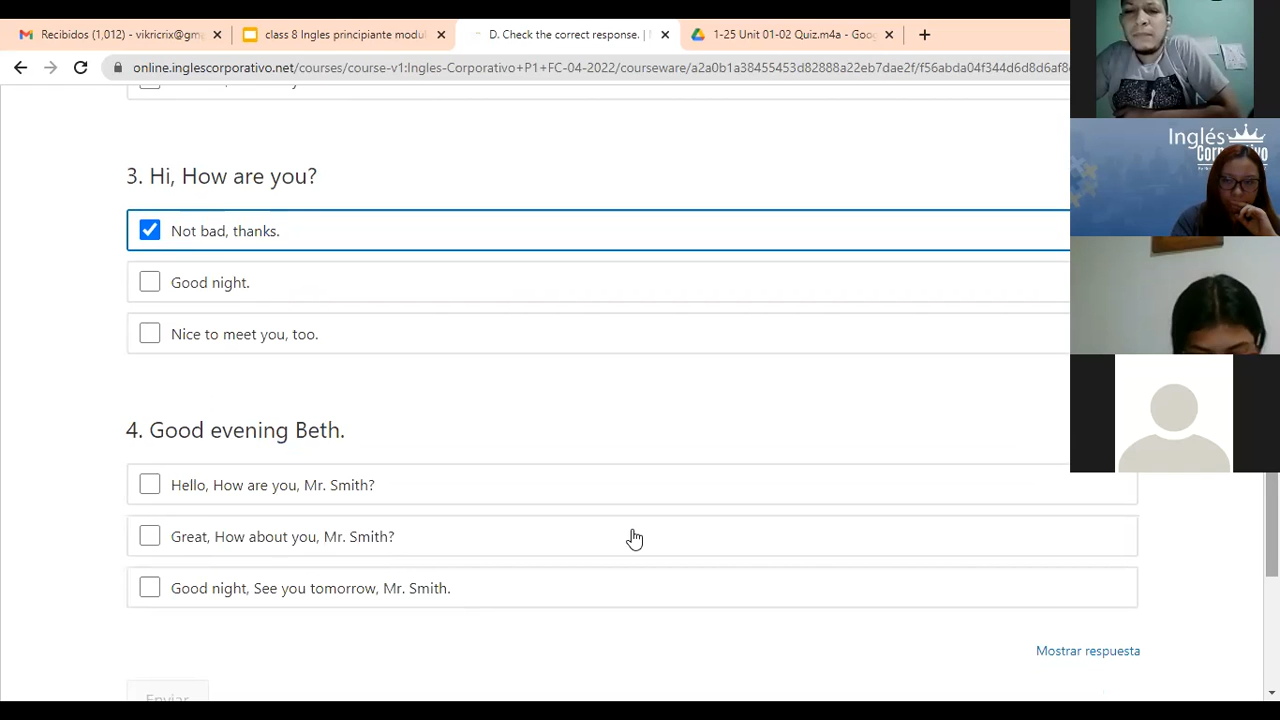 Recibidos (1,012) - vikricrix@gm
class 8 Ingles principiante modu
D. Check the correct response. |
1-25 Unit 01-02 Quiz.m4a - Goo
online.inglescorporativo.net/courses/course-v1:Ingles-Corporativo+P1+FC-04-2022/courseware/a2a0b1a38455453d82888a22eb7dae2f/f56abda04f344d6d8d6af8
Inglés
3. Hi, How are you?
Not bad, thanks.
Good night.
Nice to meet you, too.
4. Good evening Beth.
Hello, How are you, Mr. Smith?
Great, How about you, Mr. Smith?
Good night, See you tomorrow, Mr. Smith.
Mostrar respuesta
Enviar